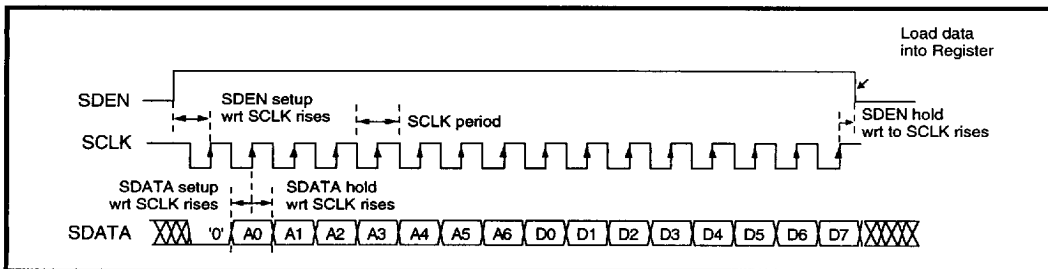 Load data
into Register
SDEN
SDEN setup
wrt SCLK rises
SCLK period
SDEN hold
wrt to SCLK rises
SCLK
SDATA setup
wrt SCLK rises
SDATA hold
wrt SCLK rises
SDATA '0' A0 A1 A2 A3 A4 A5 A6 D0 D1 D2 D3 D4 D5 D6 D7